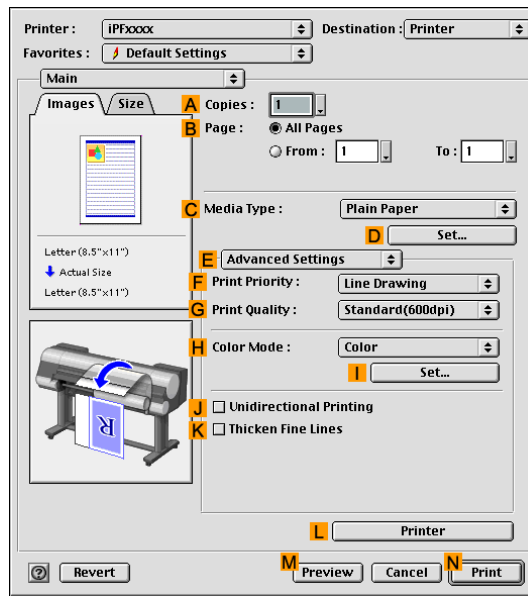 Printer : iPFxxxx Destination : Printer
Favorites : Default Settings
Main
Images Size
A Copies : 1
B Page : All Pages
From : 1 To : 1
C Media Type : Plain Paper
D Set...
Letter (8.5"x11")
Actual Size
Letter (8.5"x11")
E Advanced Settings
F Print Priority : Line Drawing
G Print Quality : Standard(600dpi)
H Color Mode : Color
I Set...
R
J Unidirectional Printing
K Thicken Fine Lines
L Printer
? Revert M Preview Cancel N Print